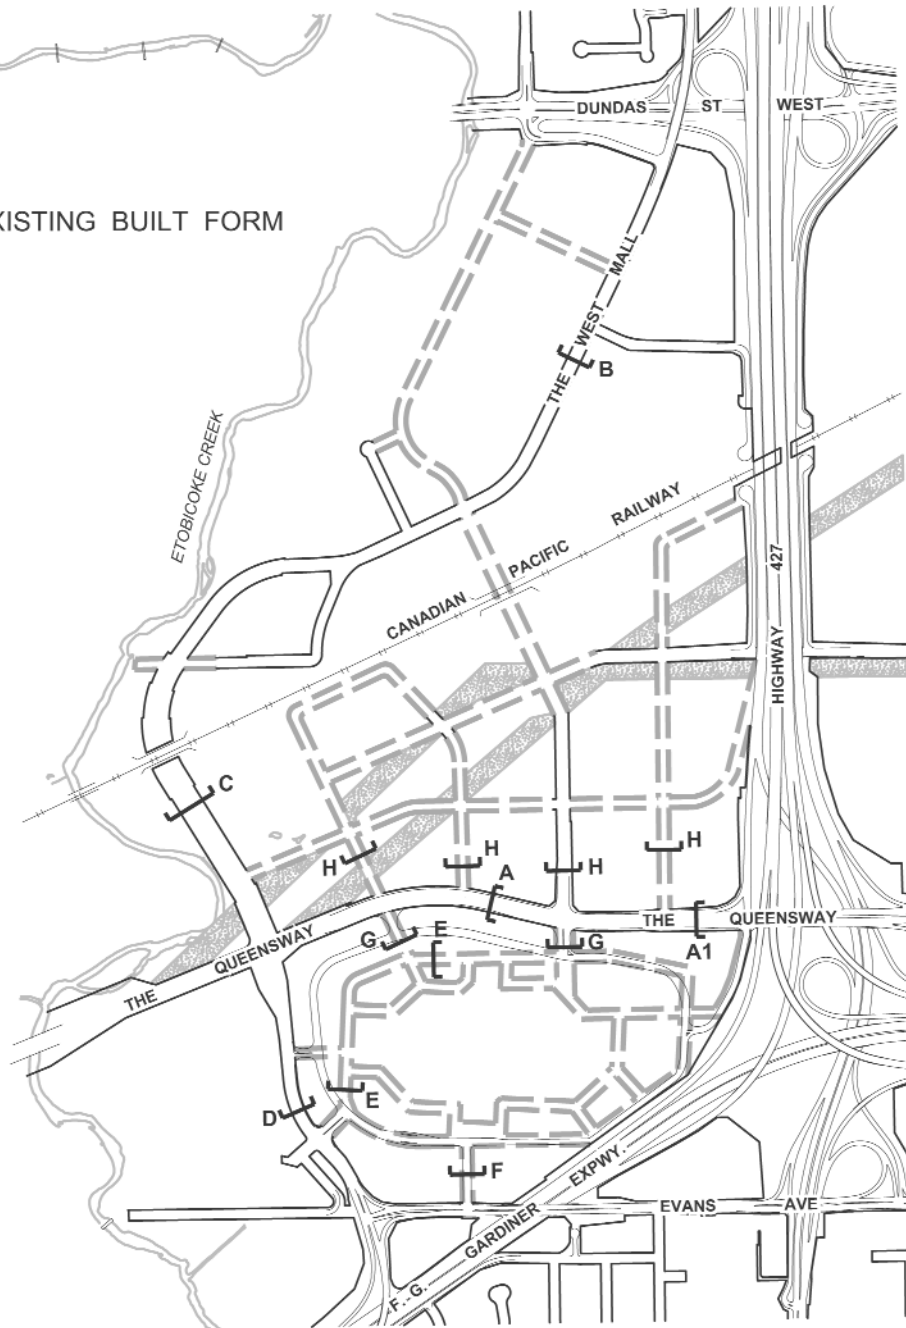 DUNDAS ST WEST
XISTING BUILT FORM
THE WEST MALL
B
ETOBICOKE CREEK
CANADIAN PACIFIC RAILWAY
HIGHWAY 427
C
H
H
H
H
A
THE QUEENSWAY
A1
THE QUEENSWAY
G
E
G
E
D
F
F. G. GARDINER EXPWY.
EVANS AVE